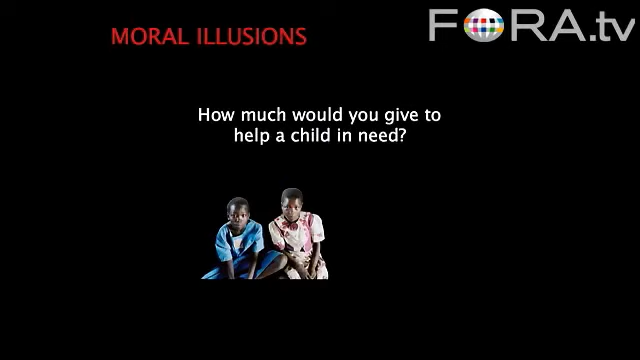 MORAL ILLUSIONS
FORA.tv
How much would you give to
help a child in need?